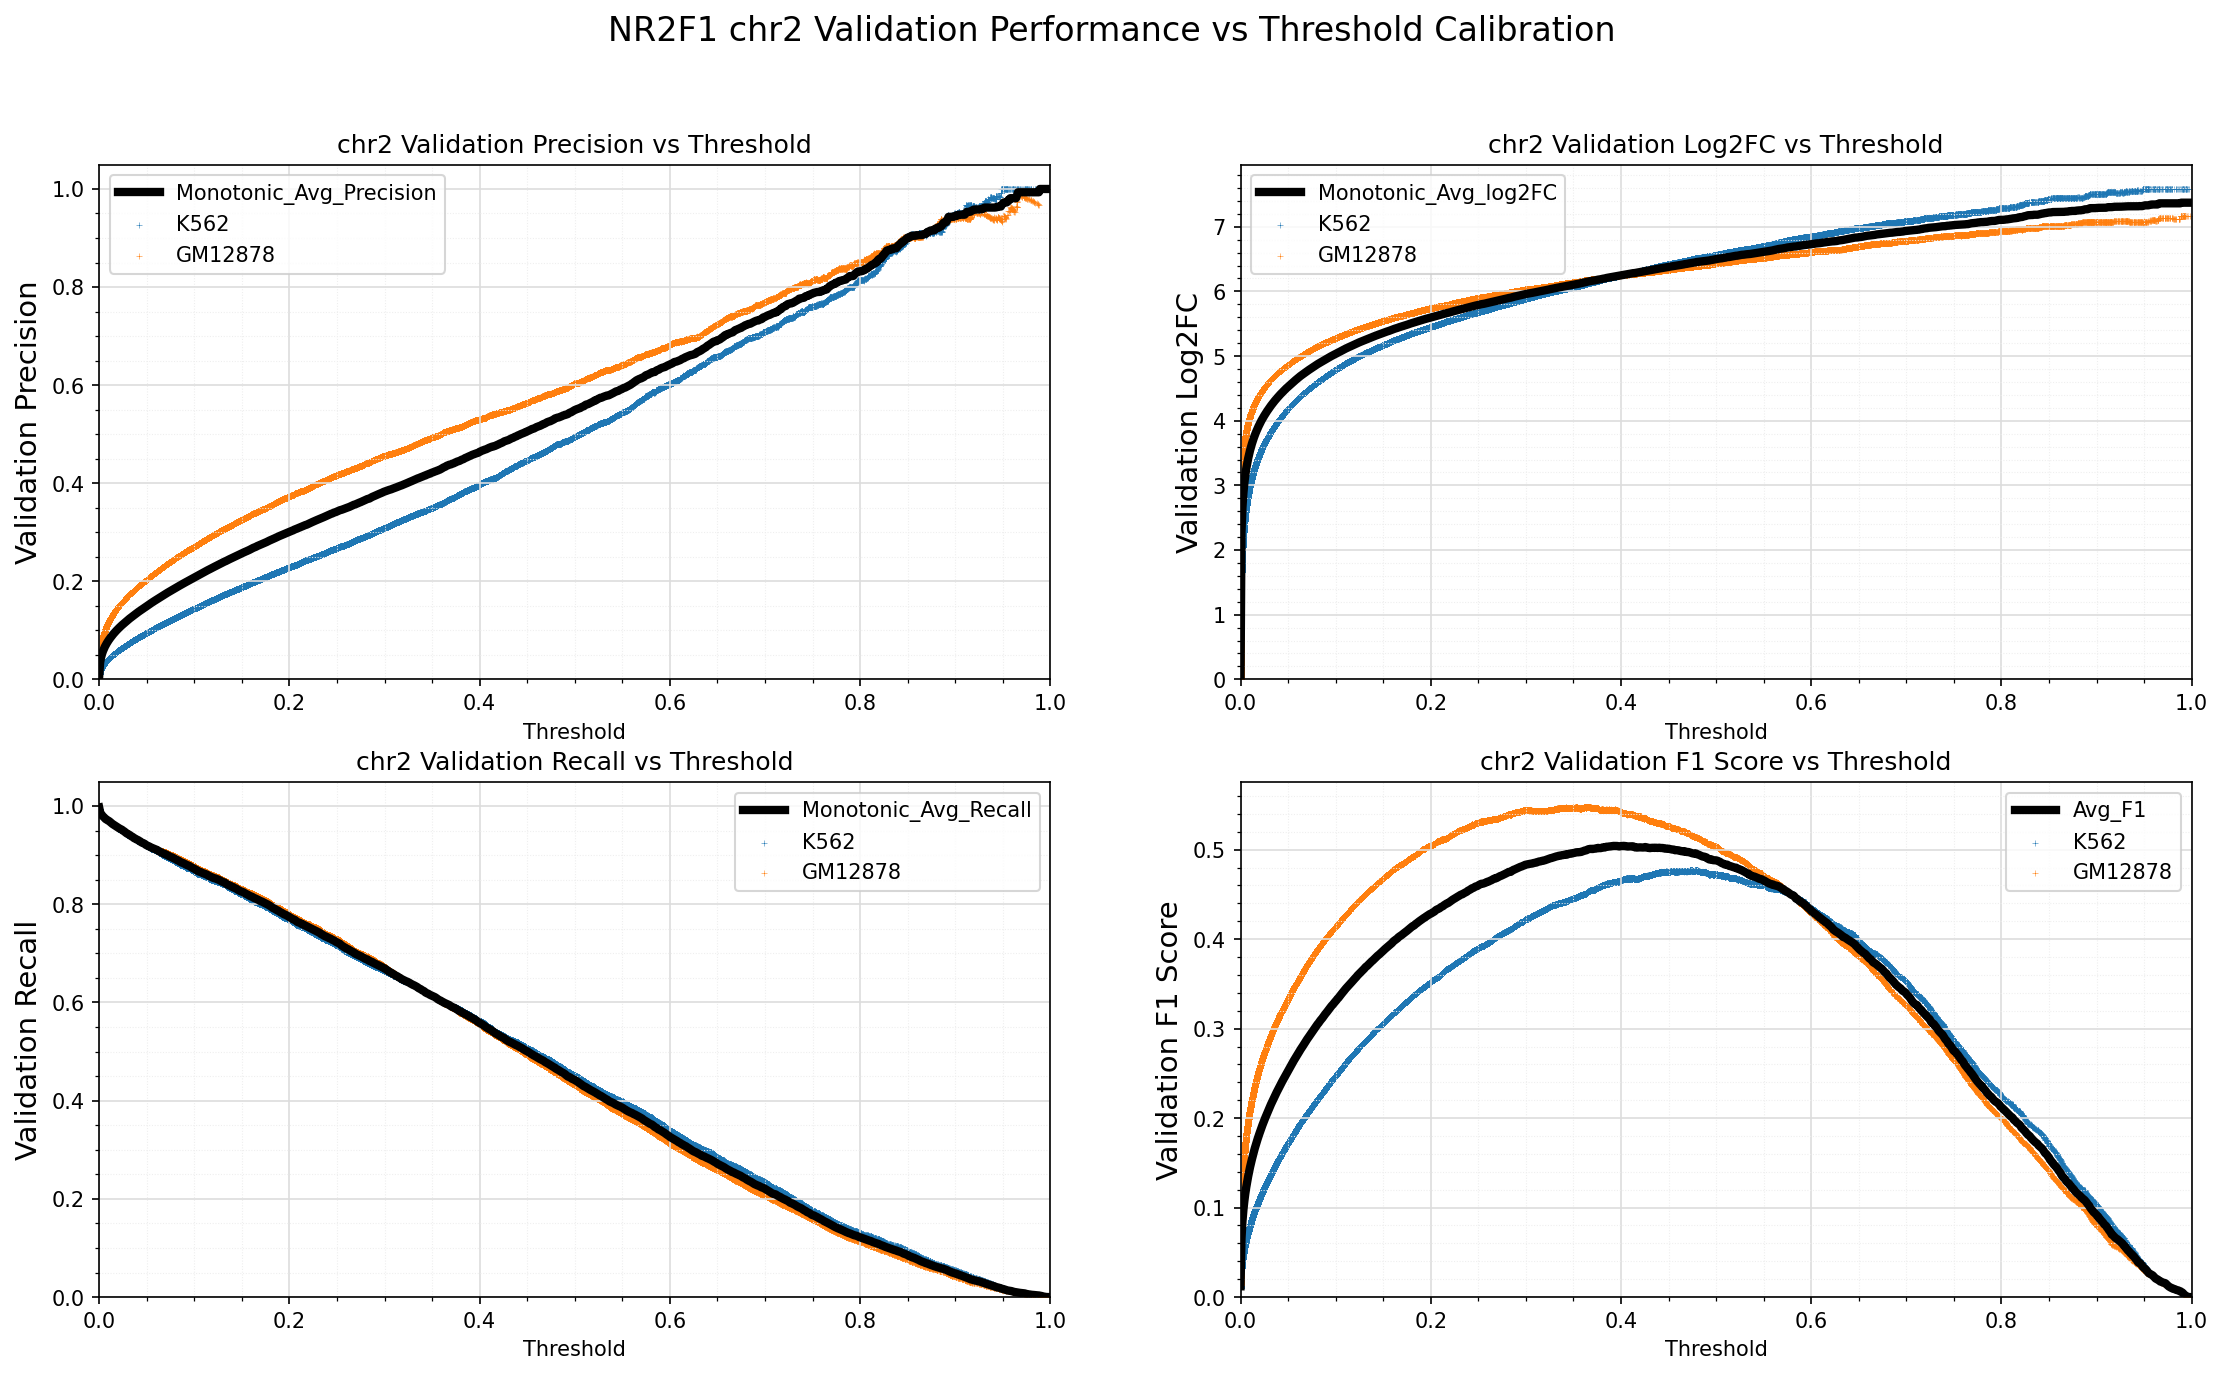 NR2F1 chr2 Validation Performance vs Threshold Calibration
chr2 Validation Precision vs Threshold
Monotonic_Avg_Precision
K562
GM12878
Validation Precision
1.0
0.8
0.6
0.4
0.2
0.0
0.0 0.2 0.4 0.6 0.8 1.0
Threshold
chr2 Validation Log2FC vs Threshold
Monotonic_Avg_log2FC
K562
GM12878
Validation Log2FC
7
6
5
4
3
2
1
0
0.0 0.2 0.4 0.6 0.8 1.0
Threshold
chr2 Validation Recall vs Threshold
Monotonic_Avg_Recall
K562
GM12878
Validation Recall
1.0
0.8
0.6
0.4
0.2
0.0
0.0 0.2 0.4 0.6 0.8 1.0
Threshold
chr2 Validation F1 Score vs Threshold
Avg_F1
K562
GM12878
Validation F1 Score
0.5
0.4
0.3
0.2
0.1
0.0
0.0 0.2 0.4 0.6 0.8 1.0
Threshold